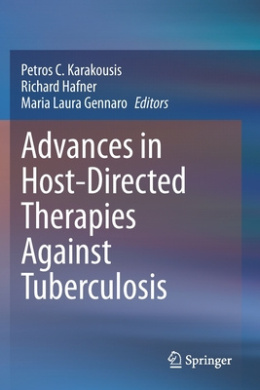 Petros C. Karakousis
Richard Hafner
Maria Laura Gennaro Editors
Advances in
Host-Directed
Therapies
Against
Tuberculosis
Springer